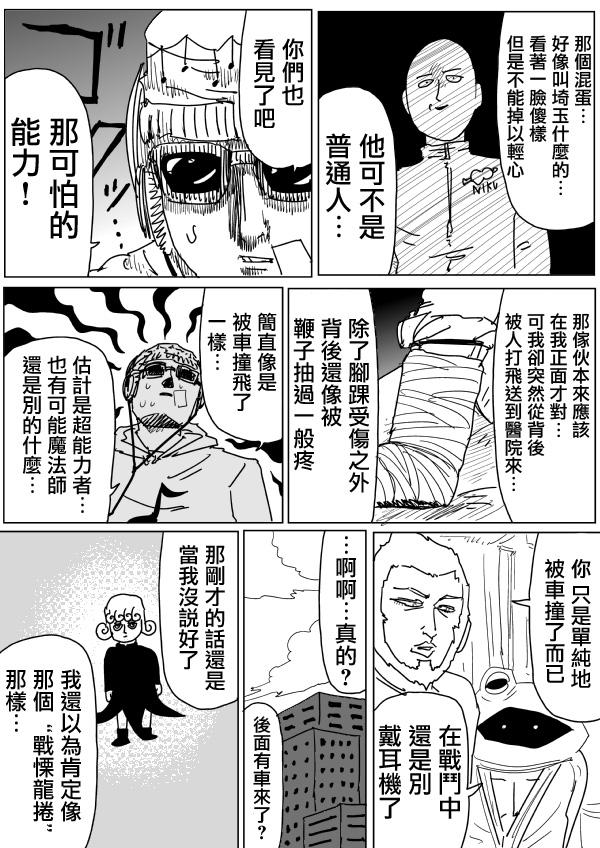 那個混蛋…
好像叫埼玉什麼的…
看著一臉傻樣
但是不能掉以輕心
他可不是
普通人…
NIKU
你們也
看見了吧
那可怕的
能力！
那傢伙本來應該
在我正面才對…
可我卻突然從背後
被人打飛送到醫院來…
除了腳踝受傷之外
背後還像被
鞭子抽過一般疼
簡直像是
被車撞飛了
一樣…
估計是超能力者…
也有可能魔法師
還是別的什麼…
你只是單純地
被車撞了而已
在戰鬥中
還是別
戴耳機了
…啊啊…真的？
後面有車來了？
那剛才的話還是
當我沒說好了
我還以為肯定像
那個“戰慄龍捲”
那樣…